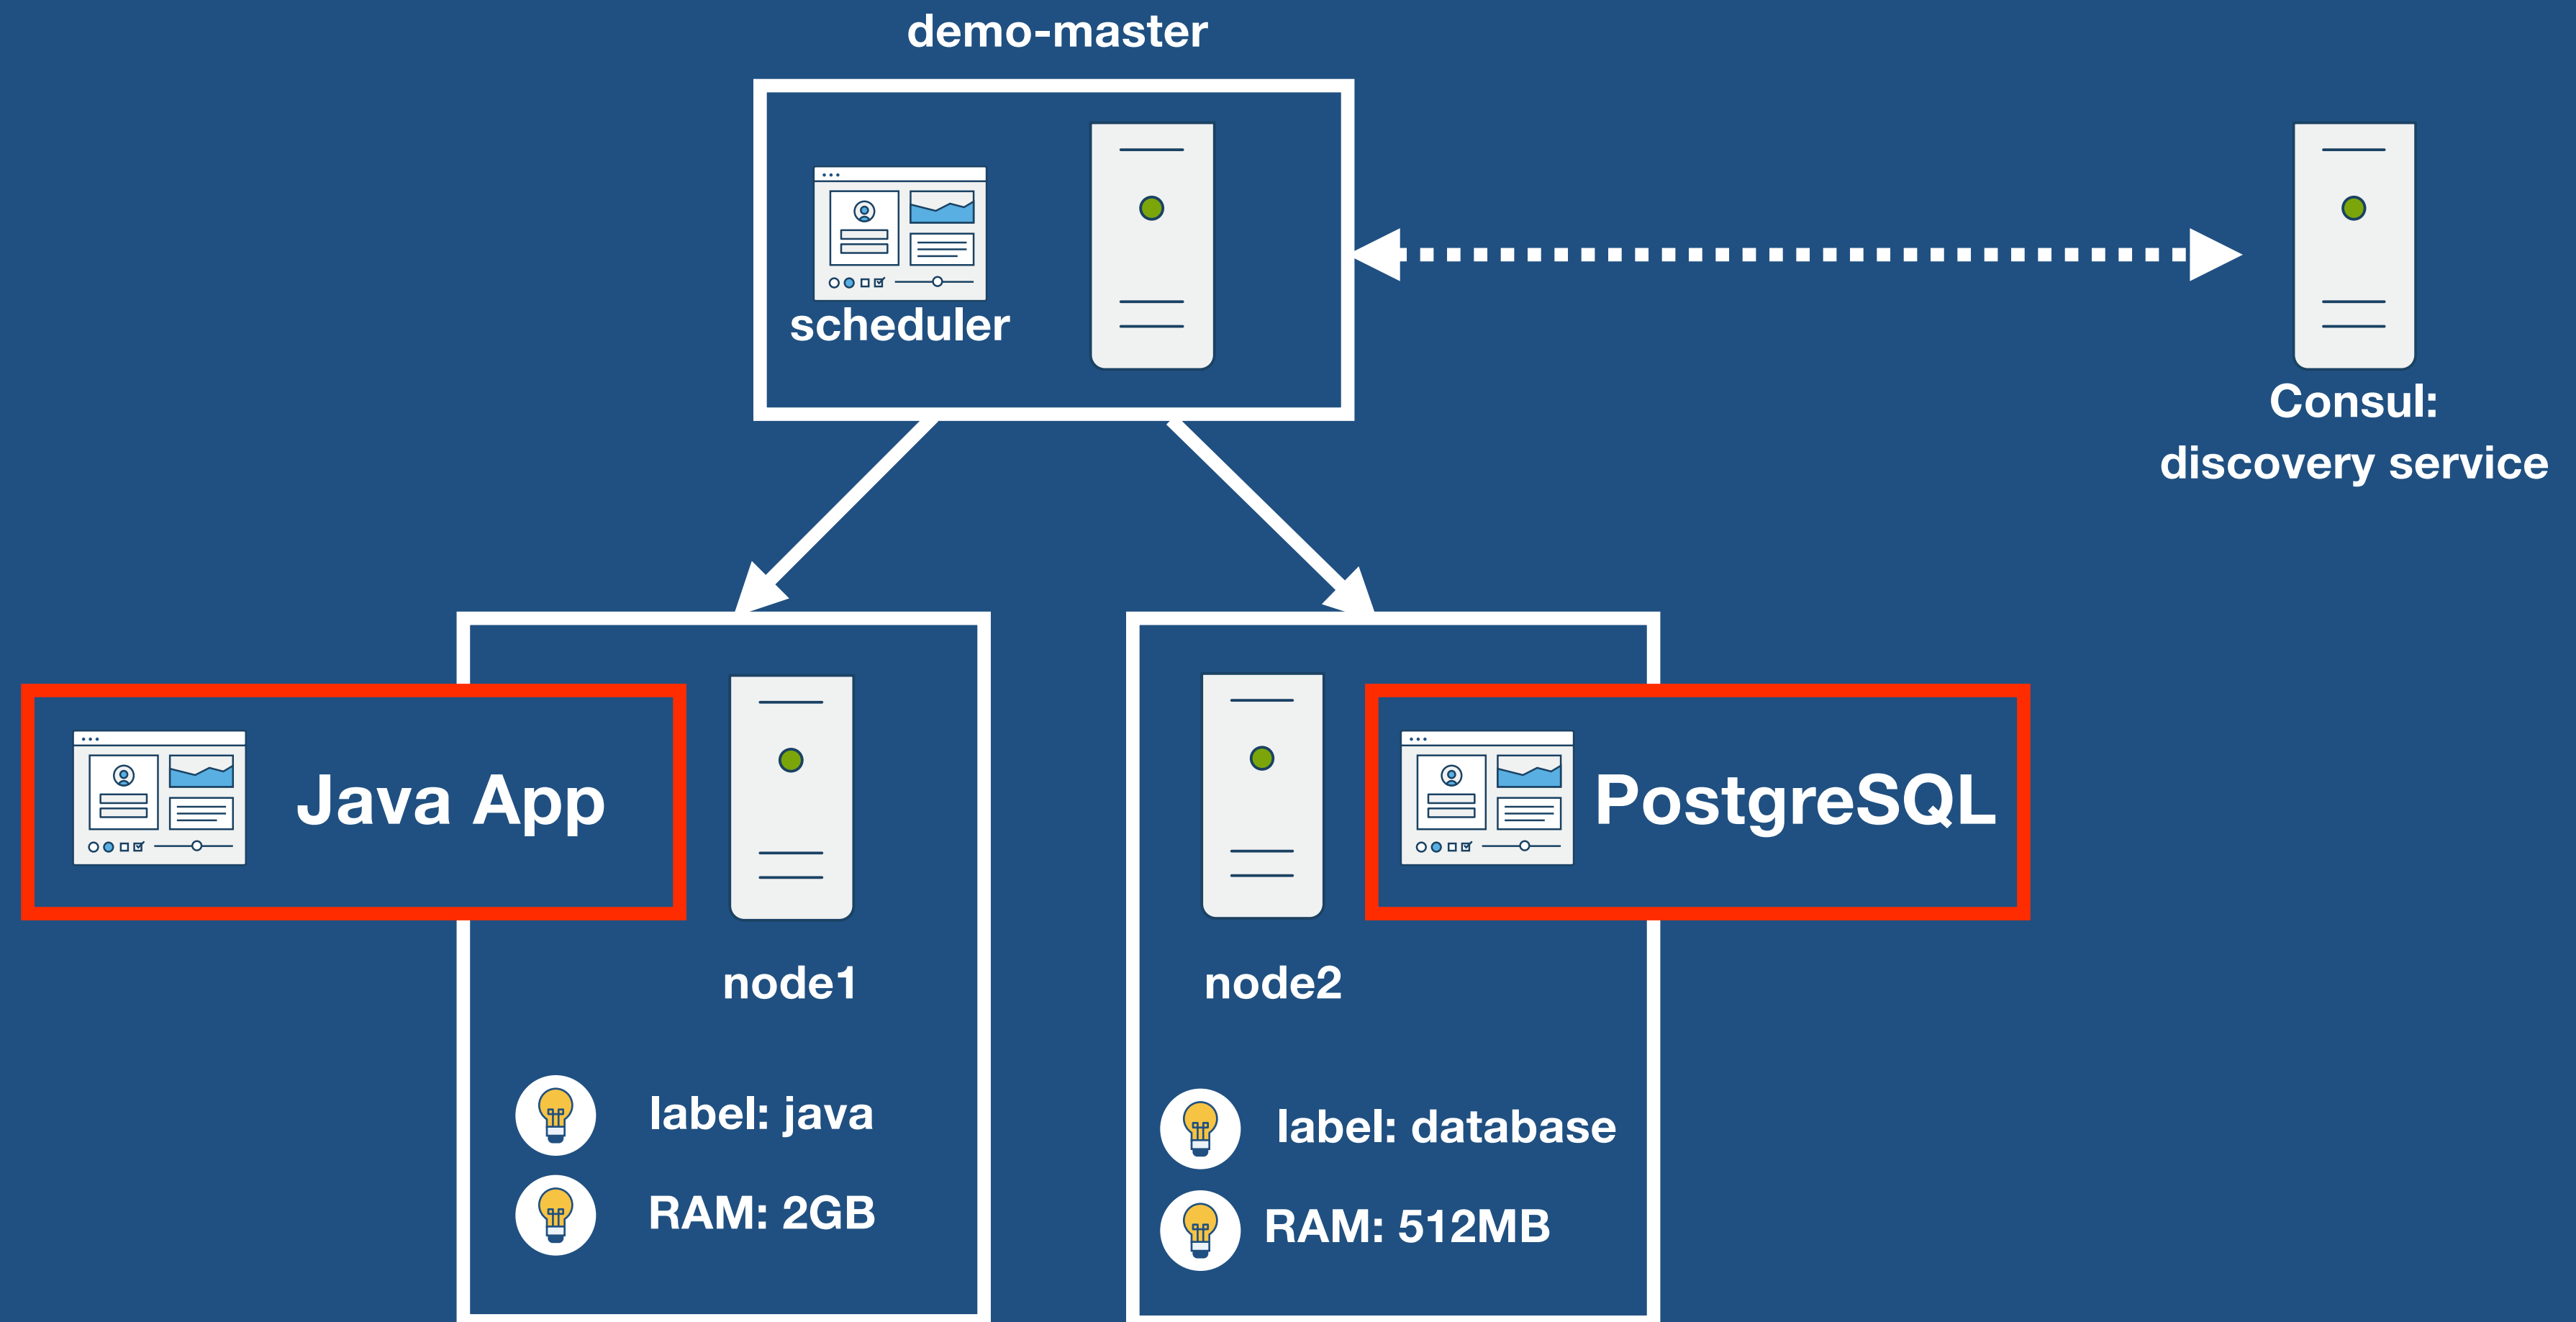 demo-master
scheduler
Consul:
discovery service
Java App
PostgreSQL
node1
node2
label: java
RAM: 2GB
label: database
RAM: 512MB